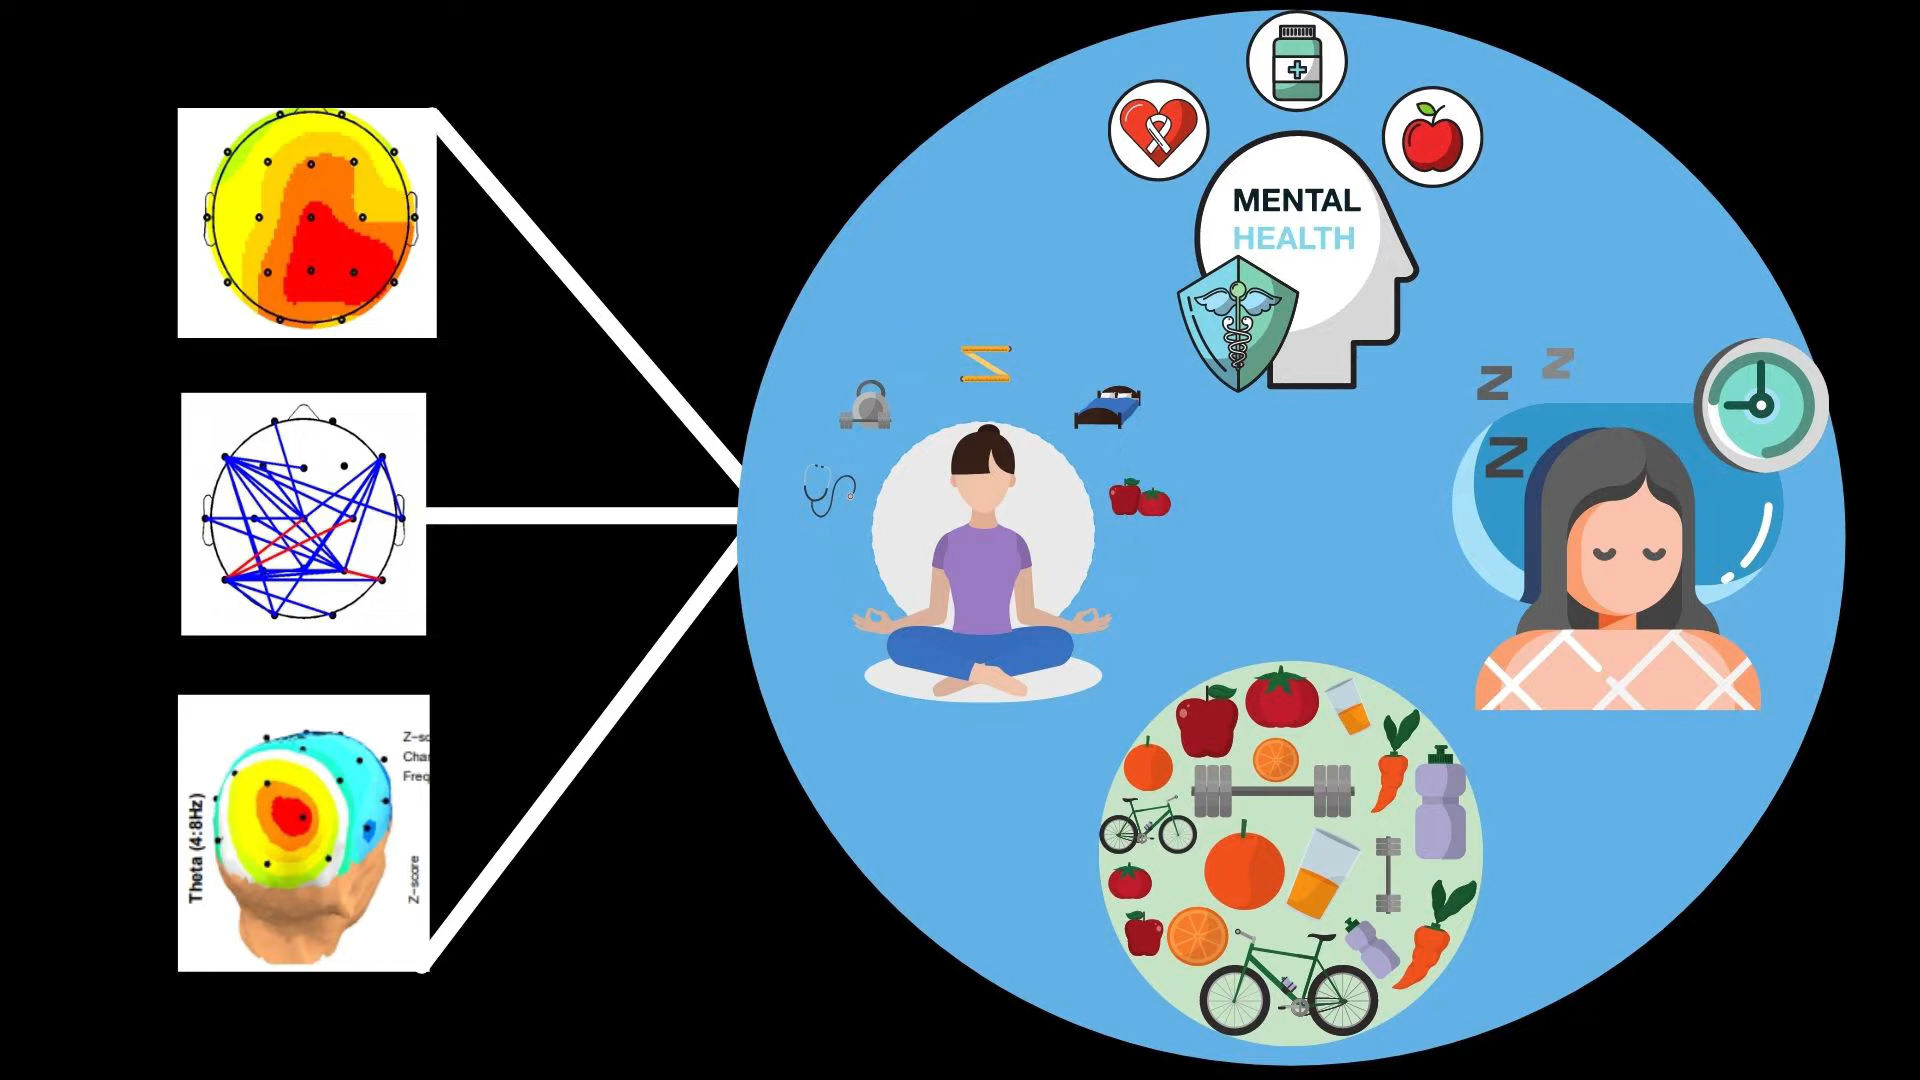 MENTAL
HEALTH
Z
Z
Z
Theta (4:8Hz)
Z-score